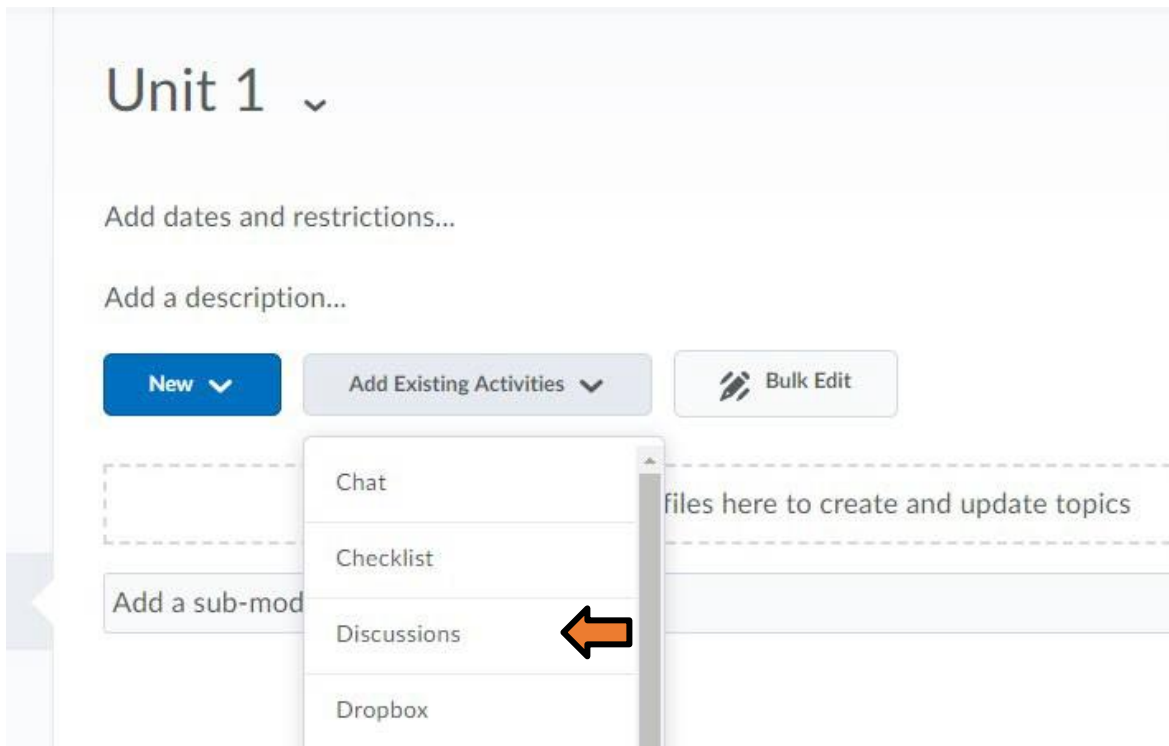 Unit 1
Add dates and restrictions...
Add a description...
New
Add Existing Activities
Bulk Edit
Chat
files here to create and update topics
Checklist
Add a sub-mod
Discussions
Dropbox